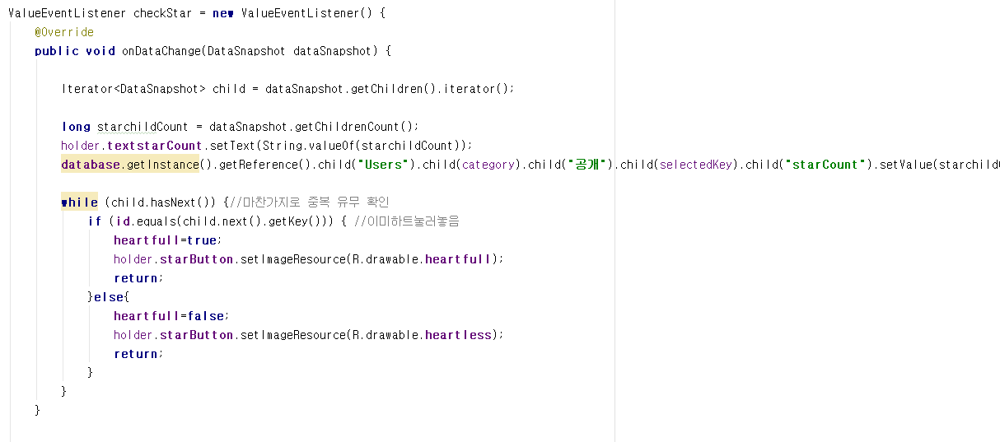 ValueEventListener checkStar = new ValueEventListener() {
@Override
public void onDataChange(DataSnapshot dataSnapshot) {
Iterator<DataSnapshot> child = dataSnapshot.getChildren().iterator();
long starchildCount = dataSnapshot.getChildrenCount();
holder.textstarCount.setText(String.valueOf(starchildCount));
database.getInstance().getReference().child("Users").child(category).child("공개").child(selectedKey).child("starCount").setValue(starchild
while (child.hasNext()) {//마찬가지로 중복 유무 확인
if (id.equals(child.next().getKey())) { //이미하트눌러놓음
heartfull=true;
holder.starButton.setImageResource(R.drawable.heartfull);
return;
}else{
heartfull=false;
holder.starButton.setImageResource(R.drawable.heartless);
return;
}
}
}